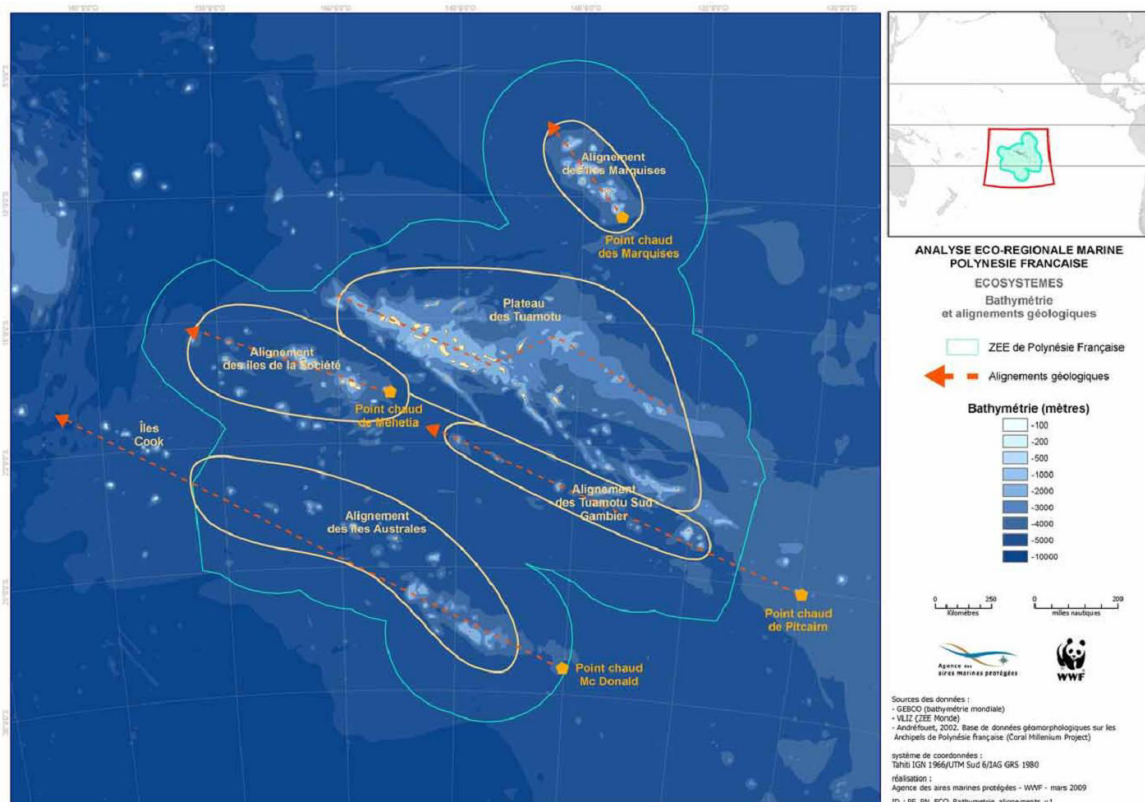 Alignement
des îles Marquises
Point chaud
des Marquises
Plateau
des Tuamotu
Alignement
des îles de la Société
Point chaud
de Mehetia
Îles
Cook
Alignement
des Tuamotu Sud
Gambier
Alignement
des îles Australes
Point chaud
de Pitcairn
Point chaud
Mc Donald
ANALYSE ECO-REGIONALE MARINE
POLYNESIE FRANCAISE
ECOSYSTEMES
Bathymétrie
et alignements géologiques
ZEE de Polynésie Française
Alignements géologiques
Bathymétrie (mètres)
-100
-200
-500
-1000
-2000
-3000
-4000
-5000
-10000
0 250
Kilomètres
0 200
milles nautiques
Agence des
aires marines protégées
WWF
Sources des données :
- GEBCO (bathymétrie mondiale)
- VLIZ (ZEE Monde)
- Andréfouet, 2002. Base de données géomorphologiques sur les
Archipels de Polynésie française (Coral Millenium Project)
système de coordonnées :
Tahiti IGN 1966/UTM Sud 6/IAG GRS 1980
réalisation :
Agence des aires marines protégées - WWF - mars 2009